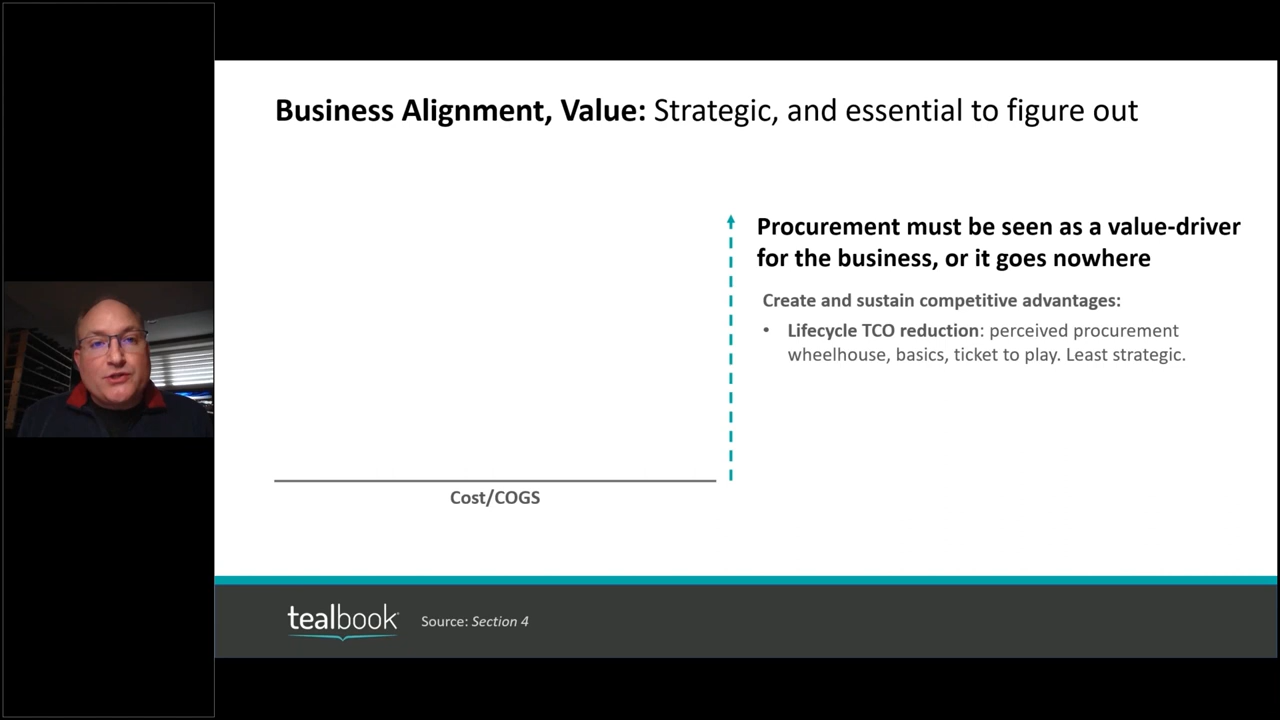 Business Alignment, Value: Strategic, and essential to figure out
Procurement must be seen as a value-driver
for the business, or it goes nowhere
Create and sustain competitive advantages:
• Lifecycle TCO reduction: perceived procurement
wheelhouse, basics, ticket to play. Least strategic.
Cost/COGS
tealbook
Source: Section 4